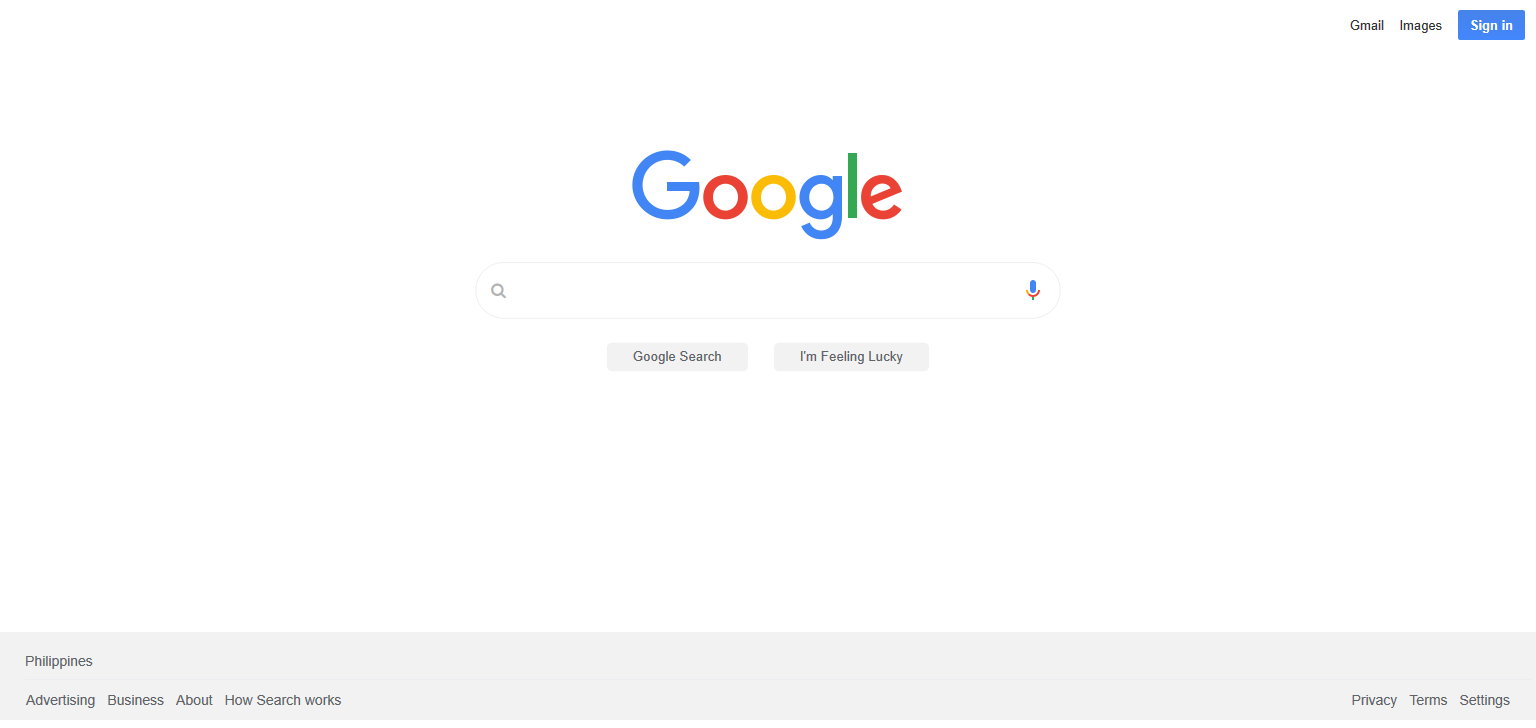 Gmail Images Sign in
Google
Google Search I'm Feeling Lucky
Philippines
Advertising Business About How Search works Privacy Terms Settings